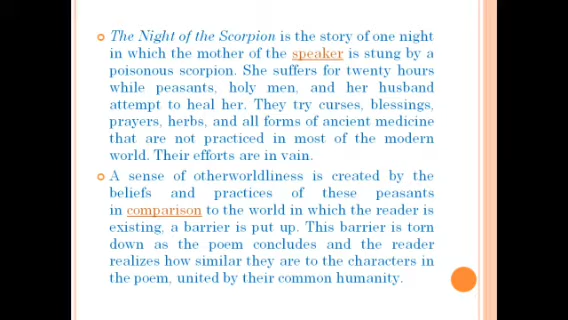 The Night of the Scorpion is the story of one night
in which the mother of the speaker is stung by a
poisonous scorpion. She suffers for twenty hours
while peasants, holy men, and her husband
attempt to heal her. They try curses, blessings,
prayers, herbs, and all forms of ancient medicine
that are not practiced in most of the modern
world. Their efforts are in vain.
A sense of otherworldliness is created by the
beliefs and practices of these peasants
in comparison to the world in which the reader is
existing, a barrier is put up. This barrier is torn
down as the poem concludes and the reader
realizes how similar they are to the characters in
the poem, united by their common humanity.